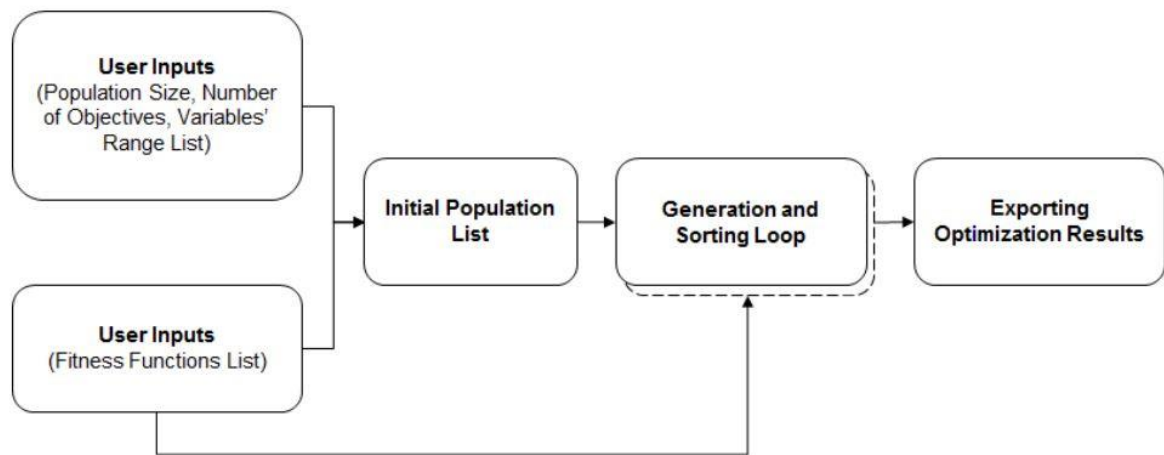 User Inputs
(Population Size, Number
of Objectives, Variables'
Range List)
Initial Population
List
Generation and
Sorting Loop
Exporting
Optimization Results
User Inputs
(Fitness Functions List)